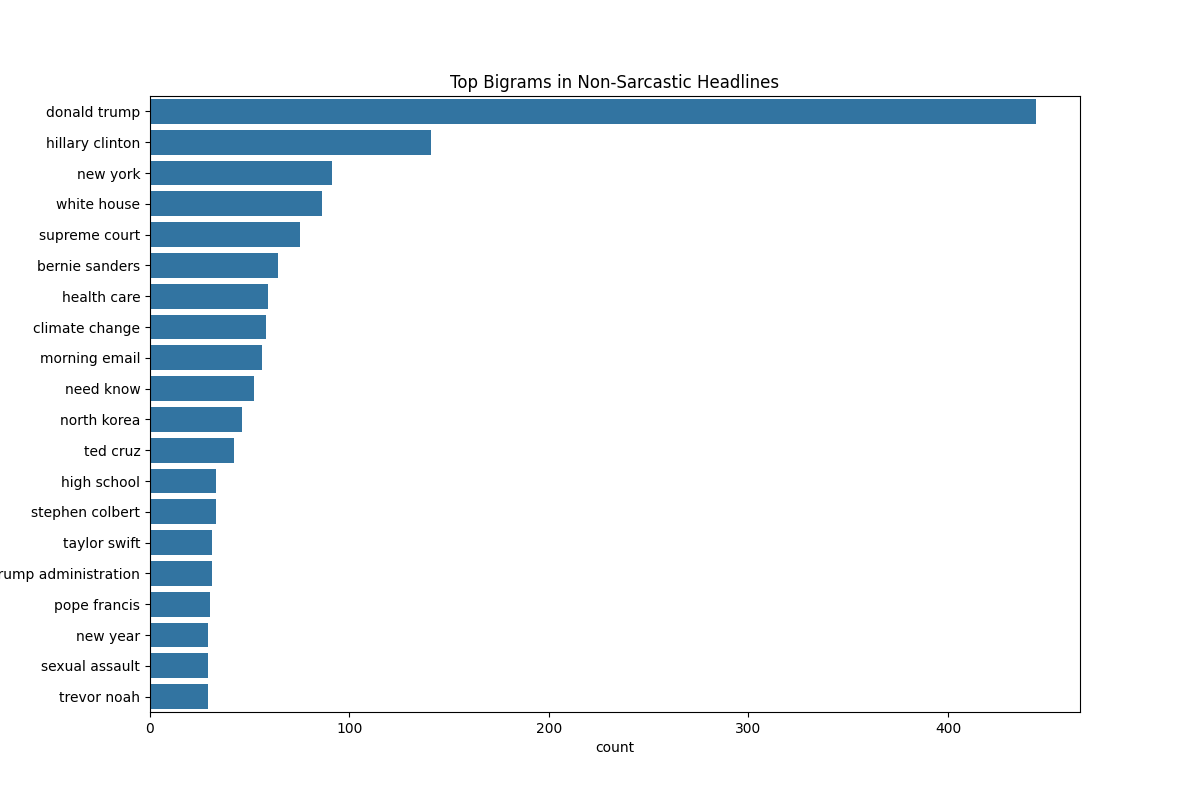 Top Bigrams in Non-Sarcastic Headlines
donald trump
hillary clinton
new york
white house
supreme court
bernie sanders
health care
climate change
morning email
need know
north korea
ted cruz
high school
stephen colbert
taylor swift
rump administration
pope francis
new year
sexual assault
trevor noah
0 100 200 300 400
count